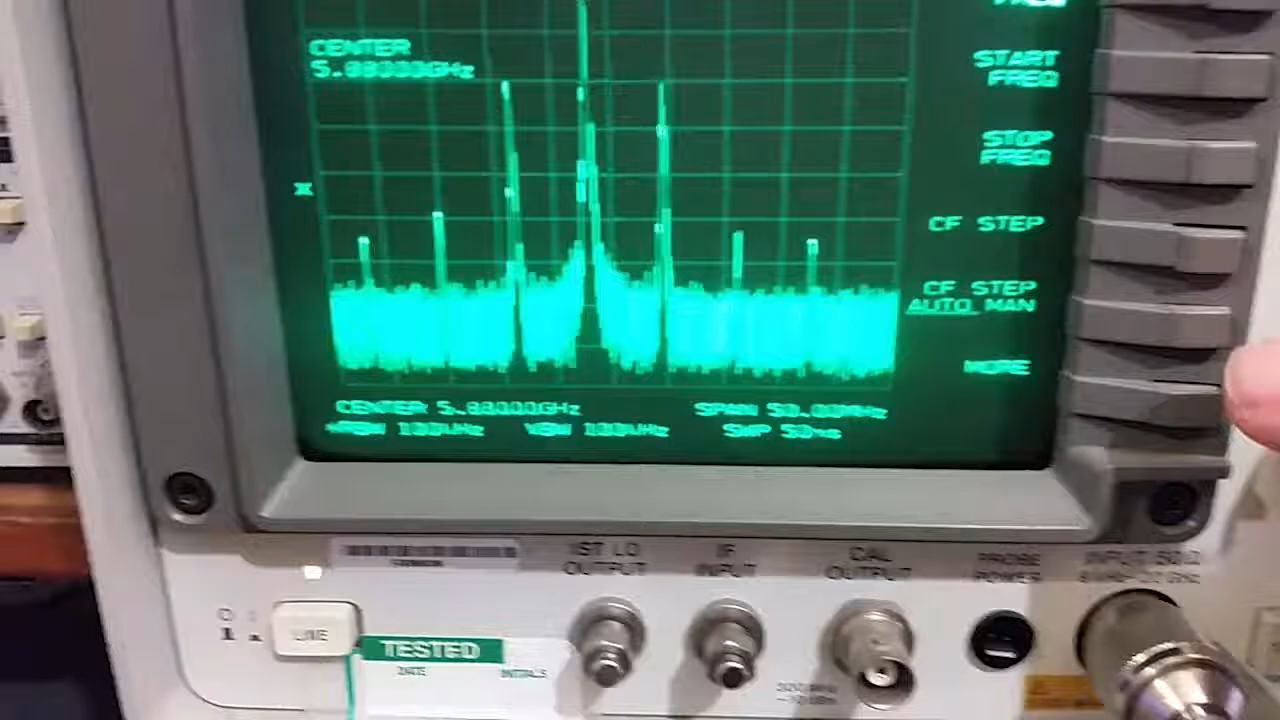 FREQ
CENTER
5.88000GHz
START
FREQ
STOP
FREQ
CF STEP
CF STEP
AUTO MAN
MORE
CENTER 5.88000GHz
SPAN 50.00MHz
*RBW 100kHz
VBW 100kHz
SWP 50ms
1ST LO
OUTPUT
IF
INPUT
CAL
OUTPUT
PROBE
POWER
INPUT 50Ω
LINE
TESTED
DATE
INITIALS